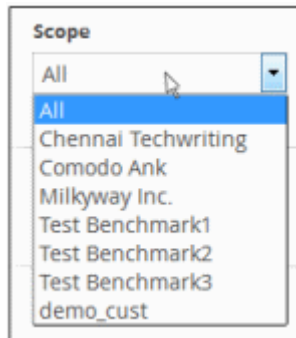 Scope
All
All
Chennai Techwriting
Comodo Ank
Milkyway Inc.
Test Benchmark1
Test Benchmark2
Test Benchmark3
demo_cust